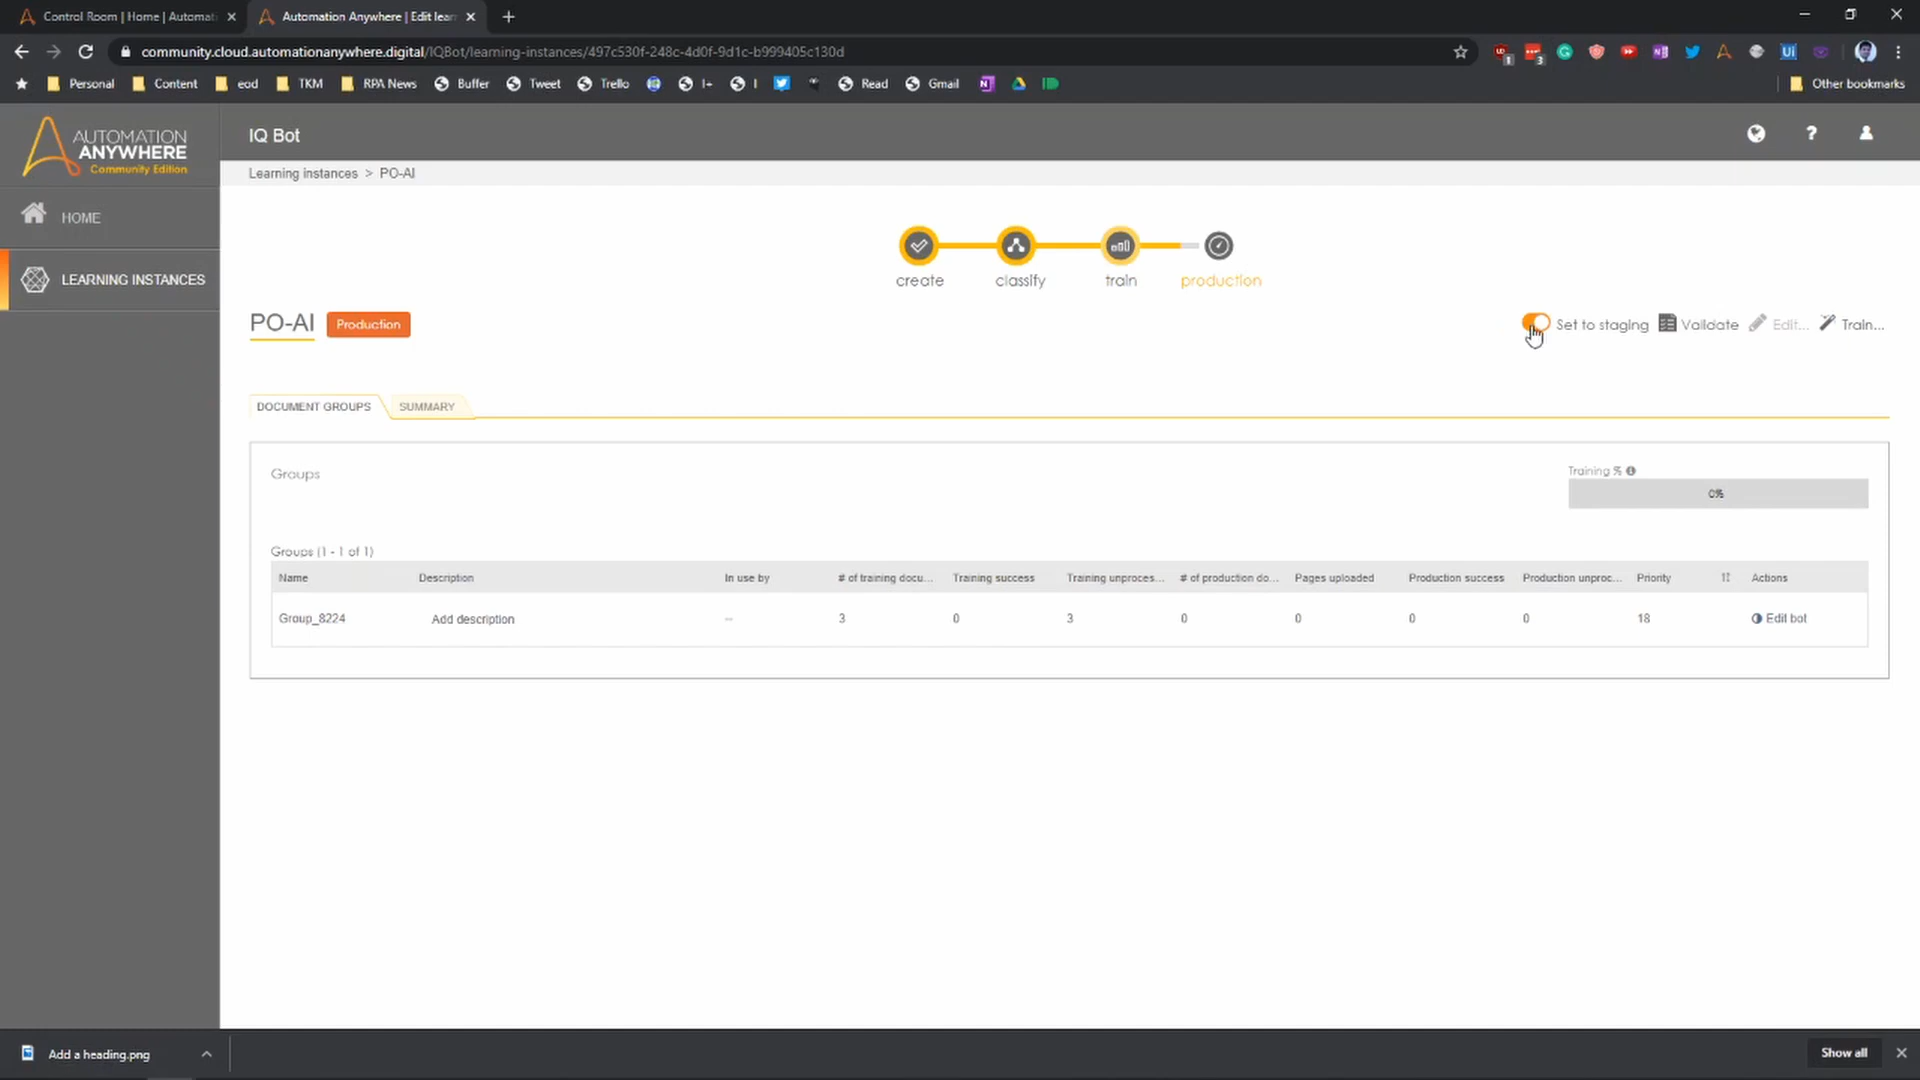 Control Room | Home | Automati
Automation Anywhere | Edit lear
community.cloud.automationanywhere.digital/IQBot/learning-instances/497c530f-248c-4d0f-9d1c-b999405c130d
Personal
Content
eod
TKM
RPA News
Buffer
Tweet
Trello
I+
I
Read
Gmail
Other bookmarks
AUTOMATION
ANYWHERE
Community Edition
IQ Bot
?
Learning instances > PO-AI
HOME
LEARNING INSTANCES
create
classify
train
production
PO-AI
Production
Set to staging
Validate
Edit...
Train...
DOCUMENT GROUPS
SUMMARY
Groups
Training %
0%
Groups (1 - 1 of 1)
Name Description In use by # of training docu... Training success Training unproces... # of production do... Pages uploaded Production success Production unproc... Priority Actions
Group_8224 Add description -- 3 0 3 0 0 0 0 18 Edit bot
Add a heading.png
Show all